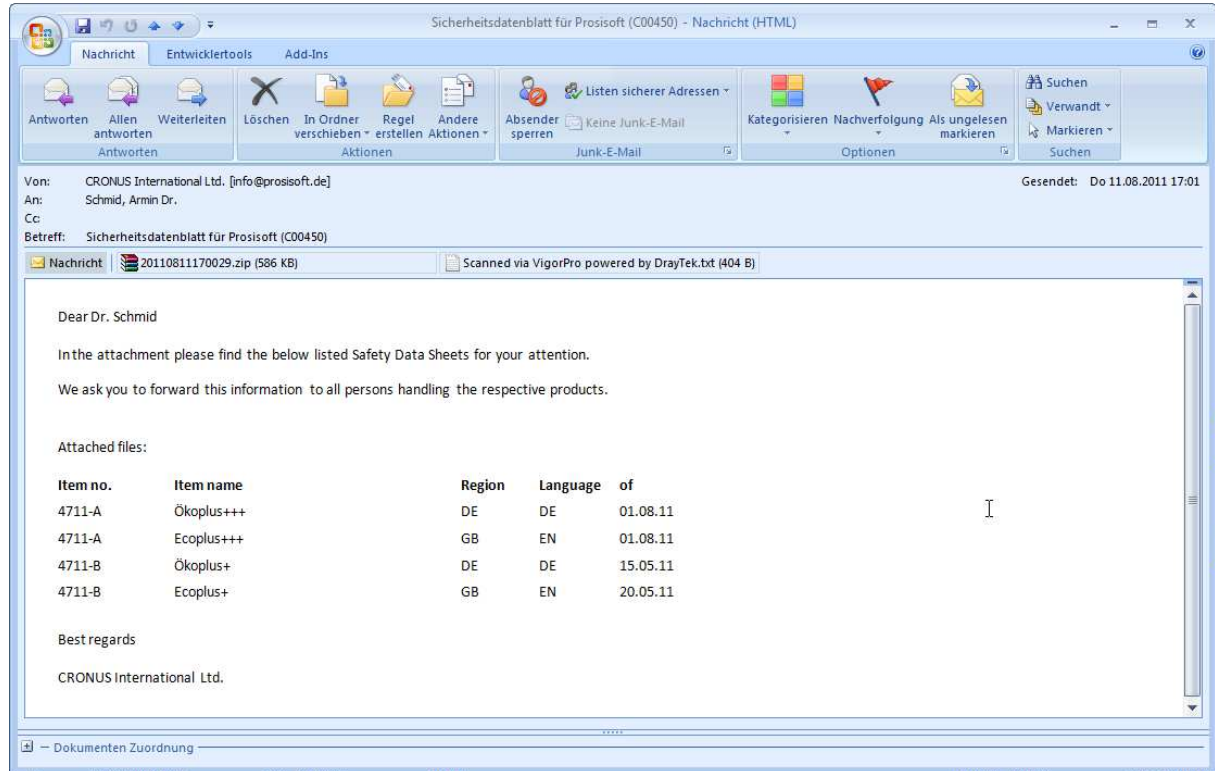 Sicherheitsdatenblatt für Prosisoft (C00450) - Nachricht (HTML)
Nachricht Entwicklertools Add-Ins
Antworten Allen antworten Weiterleiten
Antworten
Löschen In Ordner verschieben Regel erstellen Andere Aktionen
Aktionen
Absender sperren Listen sicherer Adressen
Keine Junk-E-Mail
Junk-E-Mail
Kategorisieren Nachverfolgung Als ungelesen markieren
Optionen
Suchen
Verwandt
Markieren
Suchen
Von: CRONUS International Ltd. [info@prosisoft.de] Gesendet: Do 11.08.2011 17:01
An: Schmid, Armin Dr.
Cc:
Betreff: Sicherheitsdatenblatt für Prosisoft (C00450)
Nachricht 20110811170029.zip (586 KB) Scanned via VigorPro powered by DrayTek.txt (404 B)
Dear Dr. Schmid
In the attachment please find the below listed Safety Data Sheets for your attention.
We ask you to forward this information to all persons handling the respective products.
Attached files:
Item no. Item name Region Language of
4711-A Ökoplus+++ DE DE 01.08.11
4711-A Ecoplus+++ GB EN 01.08.11
4711-B Ökoplus+ DE DE 15.05.11
4711-B Ecoplus+ GB EN 20.05.11
Best regards
CRONUS International Ltd.
Dokumenten Zuordnung